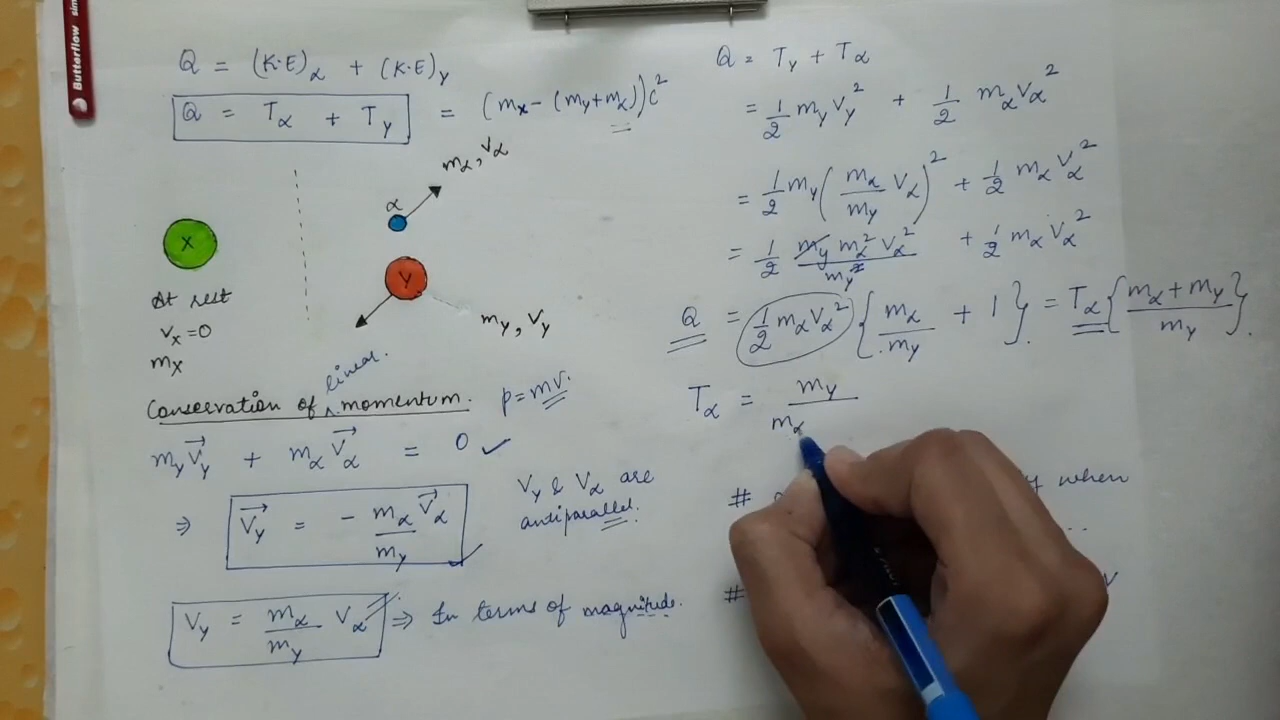 Butterflow sim
Q = (K·E)α + (K·E)y
Q = Tα + Ty = (mx - (my+mα))c²
mα, vα
α
X
Y
At rest
vx = 0
mx
my, Vy
linear.
Conservation of momentum. p = mv.
my V⃗y + mα V⃗α = 0 ✓
⇒ V⃗y = - mα/my V⃗α
Vy & Vα are
antiparallel.
Vy = mα/my Vα ⇒ In terms of magnitude.
Q = Ty + Tα
= 1/2 my Vy² + 1/2 mα Vα²
= 1/2 my (mα/my Vα)² + 1/2 mα Vα²
= 1/2 my mα² Vα²/my² + 1/2 mα Vα²
Q = 1/2 mα Vα² { mα/my + 1 } = Tα { mα + my/my }.
Tα = my/mα
# when
#